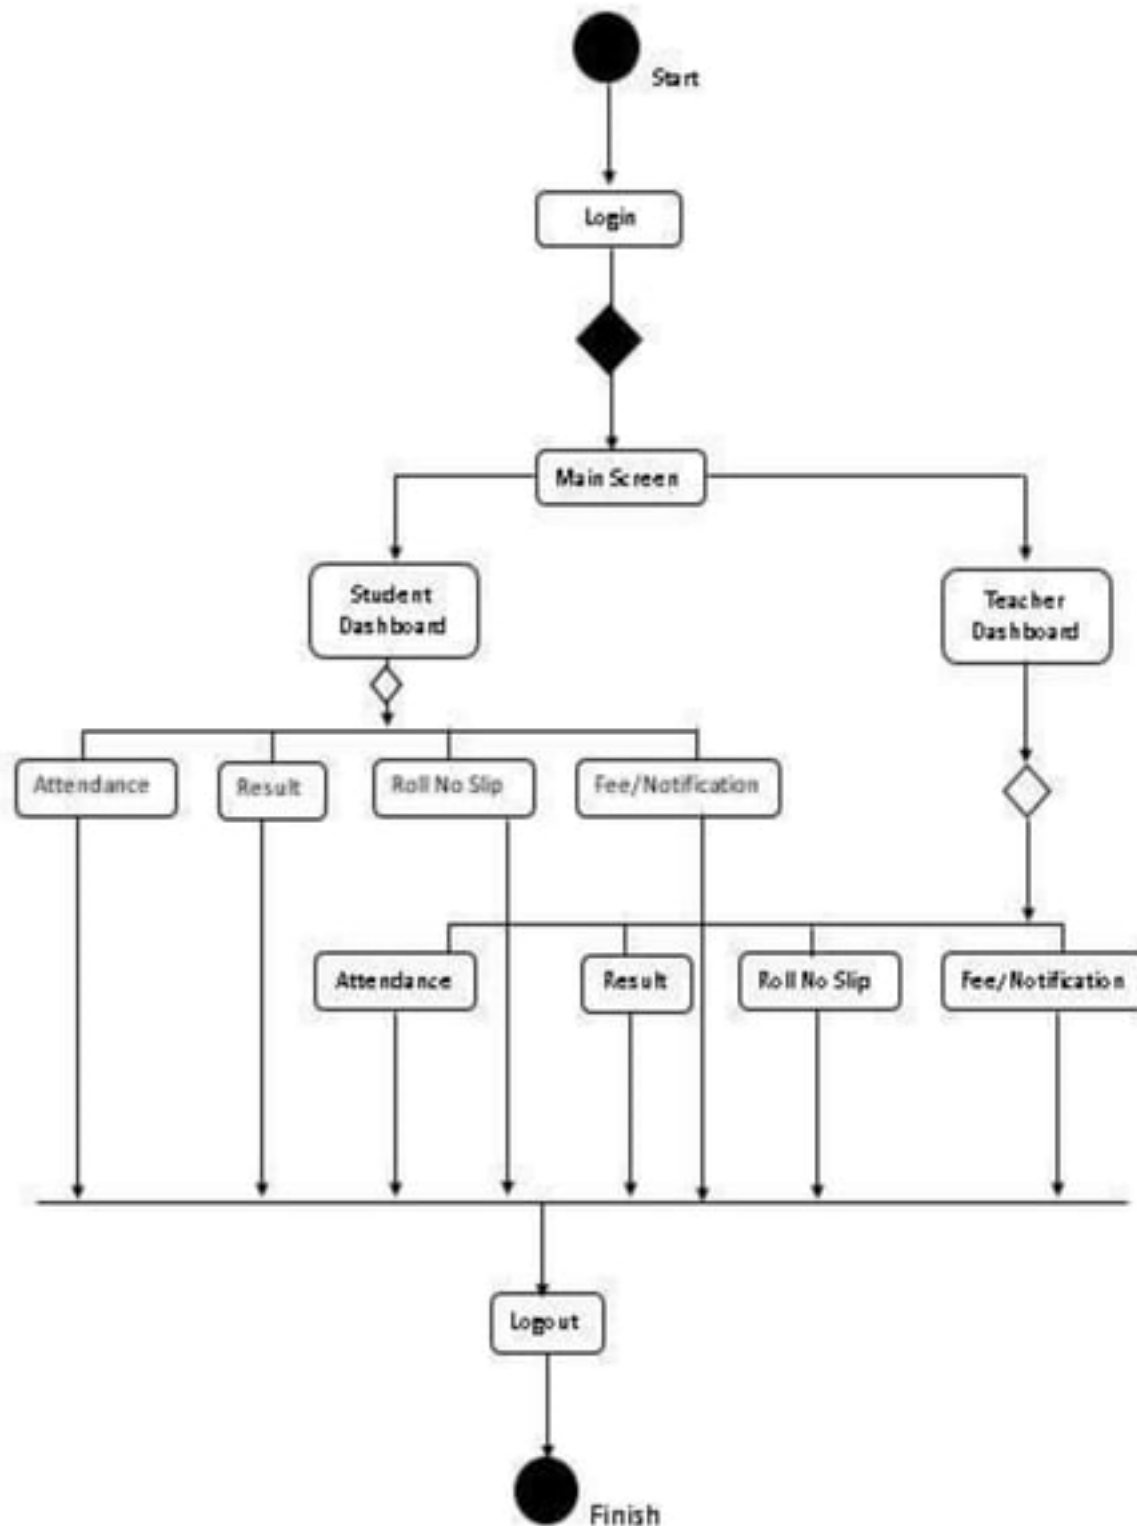 Start
Login
Main Screen
Student
Dashboard
Teacher
Dashboard
Attendance
Result
Roll No Slip
Fee/Notification
Attendance
Result
Roll No Slip
Fee/Notification
Logout
Finish